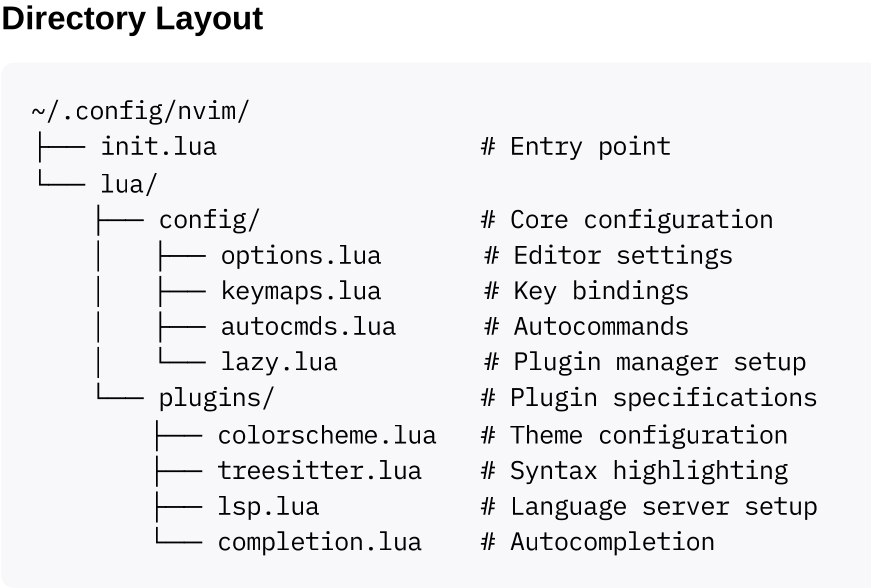 Directory Layout
~/.config/nvim/
├── init.lua                  # Entry point
└── lua/
    ├── config/               # Core configuration
    │   ├── options.lua       # Editor settings
    │   ├── keymaps.lua       # Key bindings
    │   ├── autocmds.lua      # Autocommands
    │   └── lazy.lua          # Plugin manager setup
    └── plugins/              # Plugin specifications
        ├── colorscheme.lua   # Theme configuration
        ├── treesitter.lua    # Syntax highlighting
        ├── lsp.lua           # Language server setup
        └── completion.lua    # Autocompletion